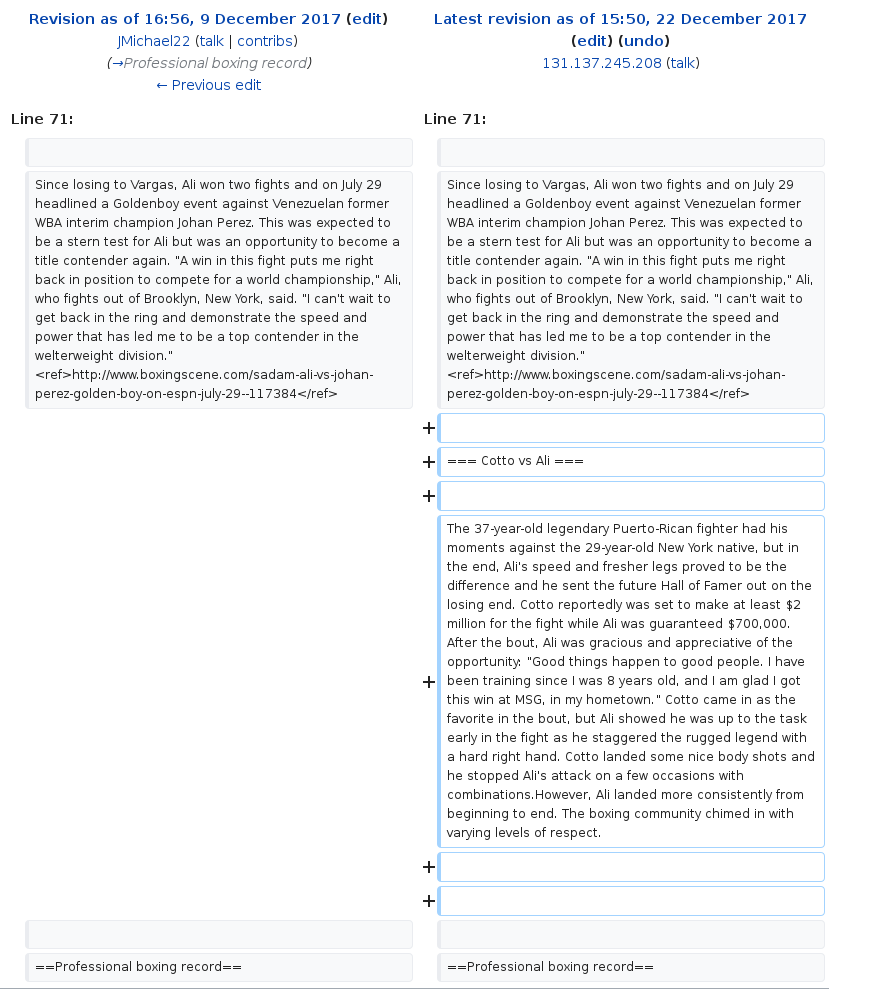 Revision as of 16:56, 9 December 2017 (edit)
JMichael22 (talk | contribs)
(→Professional boxing record)
← Previous edit
Latest revision as of 15:50, 22 December 2017
(edit) (undo)
131.137.245.208 (talk)
Line 71:
Line 71:
Since losing to Vargas, Ali won two fights and on July 29
headlined a Goldenboy event against Venezuelan former
WBA interim champion Johan Perez. This was expected to
be a stern test for Ali but was an opportunity to become a
title contender again. "A win in this fight puts me right
back in position to compete for a world championship," Ali,
who fights out of Brooklyn, New York, said. "I can't wait to
get back in the ring and demonstrate the speed and
power that has led me to be a top contender in the
welterweight division."
<ref>http://www.boxingscene.com/sadam-ali-vs-johan-
perez-golden-boy-on-espn-july-29--117384</ref>
Since losing to Vargas, Ali won two fights and on July 29
headlined a Goldenboy event against Venezuelan former
WBA interim champion Johan Perez. This was expected to
be a stern test for Ali but was an opportunity to become a
title contender again. "A win in this fight puts me right
back in position to compete for a world championship," Ali,
who fights out of Brooklyn, New York, said. "I can't wait to
get back in the ring and demonstrate the speed and
power that has led me to be a top contender in the
welterweight division."
<ref>http://www.boxingscene.com/sadam-ali-vs-johan-
perez-golden-boy-on-espn-july-29--117384</ref>
+
+ === Cotto vs Ali ===
+
The 37-year-old legendary Puerto-Rican fighter had his
moments against the 29-year-old New York native, but in
the end, Ali's speed and fresher legs proved to be the
difference and he sent the future Hall of Famer out on the
losing end. Cotto reportedly was set to make at least $2
million for the fight while Ali was guaranteed $700,000.
After the bout, Ali was gracious and appreciative of the
opportunity: "Good things happen to good people. I have
+ been training since I was 8 years old, and I am glad I got
this win at MSG, in my hometown." Cotto came in as the
favorite in the bout, but Ali showed he was up to the task
early in the fight as he staggered the rugged legend with
a hard right hand. Cotto landed some nice body shots and
he stopped Ali's attack on a few occasions with
combinations.However, Ali landed more consistently from
beginning to end. The boxing community chimed in with
varying levels of respect.
+
+
==Professional boxing record==
==Professional boxing record==